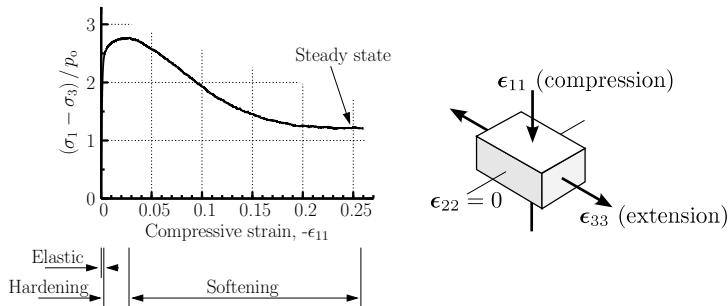 3
2
1
0
(σ₁ − σ₃) / pₒ
Steady state
0
0.05
0.1
0.15
0.2
0.25
Compressive strain, -ϵ₁₁
Elastic
Hardening
Softening
ϵ₁₁ (compression)
ϵ₂₂ = 0
ϵ₃₃ (extension)